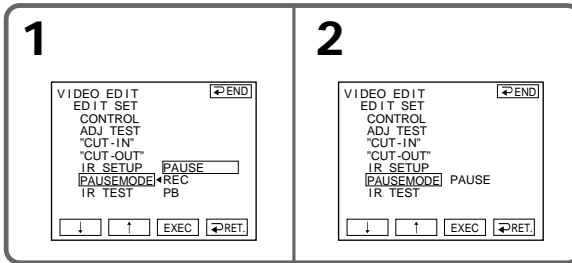 1
VIDEO EDIT ⮌END
EDIT SET
CONTROL
ADJ TEST
"CUT-IN"
"CUT-OUT"
IR SETUP PAUSE
PAUSEMODE◂REC
IR TEST PB
↓ ↑ EXEC ⮌RET.
2
VIDEO EDIT ⮌END
EDIT SET
CONTROL
ADJ TEST
"CUT-IN"
"CUT-OUT"
IR SETUP
PAUSEMODE PAUSE
IR TEST
↓ ↑ EXEC ⮌RET.